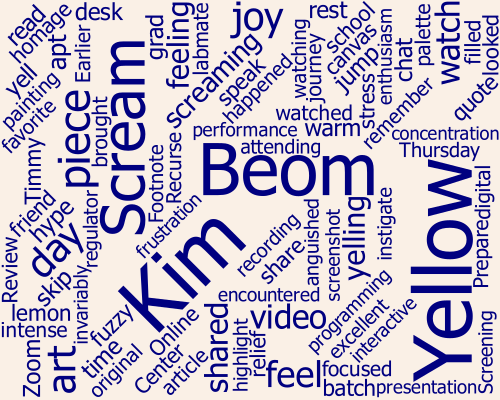 read
homage
desk
Earlier
apt
grad
feeling
labmate
joy
rest
watching
journey
school
canvas
jump
enthusiasm
chat
palette
watch
filled
looked
quote
yell
painting
favorite
screaming
speak
happened
stress
remember
watched
performance
warm
attending
concentration
Thursday
Timmy
piece
brought
Scream
Footnote
Recurse
frustration
Beom
Kim
Yellow
digital
Prepare
friend
hype
day
regulator
Review
skip
invariably
lemon
intense
Zoom
art
fuzzy
time
original
Online
Center
article
shared
highlight
relief
recording
share
anguished
screenshot
yelling
instigate
encountered
video
feel
programming
excellent
interactive
focused
batch
presentation
Screening